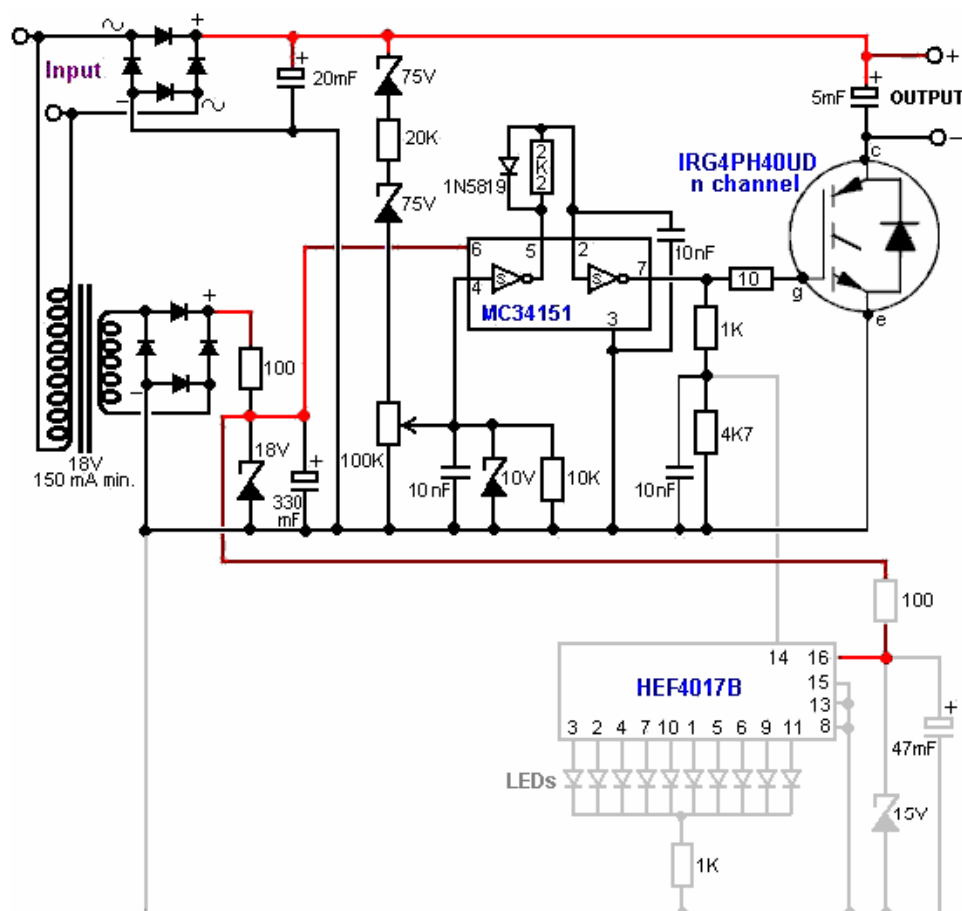 +
Input
75V
20mF
+
20K
75V
1N5819
2K2
10nF
+
+
5mF
OUTPUT
−
IRG4PH40UD
n channel
c
g
e
6
5
2
4
S
S
7
MC34151
3
10
1K
+
−
100
18V
150 mA min.
18V
+
330
mF
100K
10nF
10V
10K
10nF
4K7
100
14
16
HEF4017B
15
13
8
3 2 4 7 10 1 5 6 9 11
LEDs
+
47mF
15V
1K